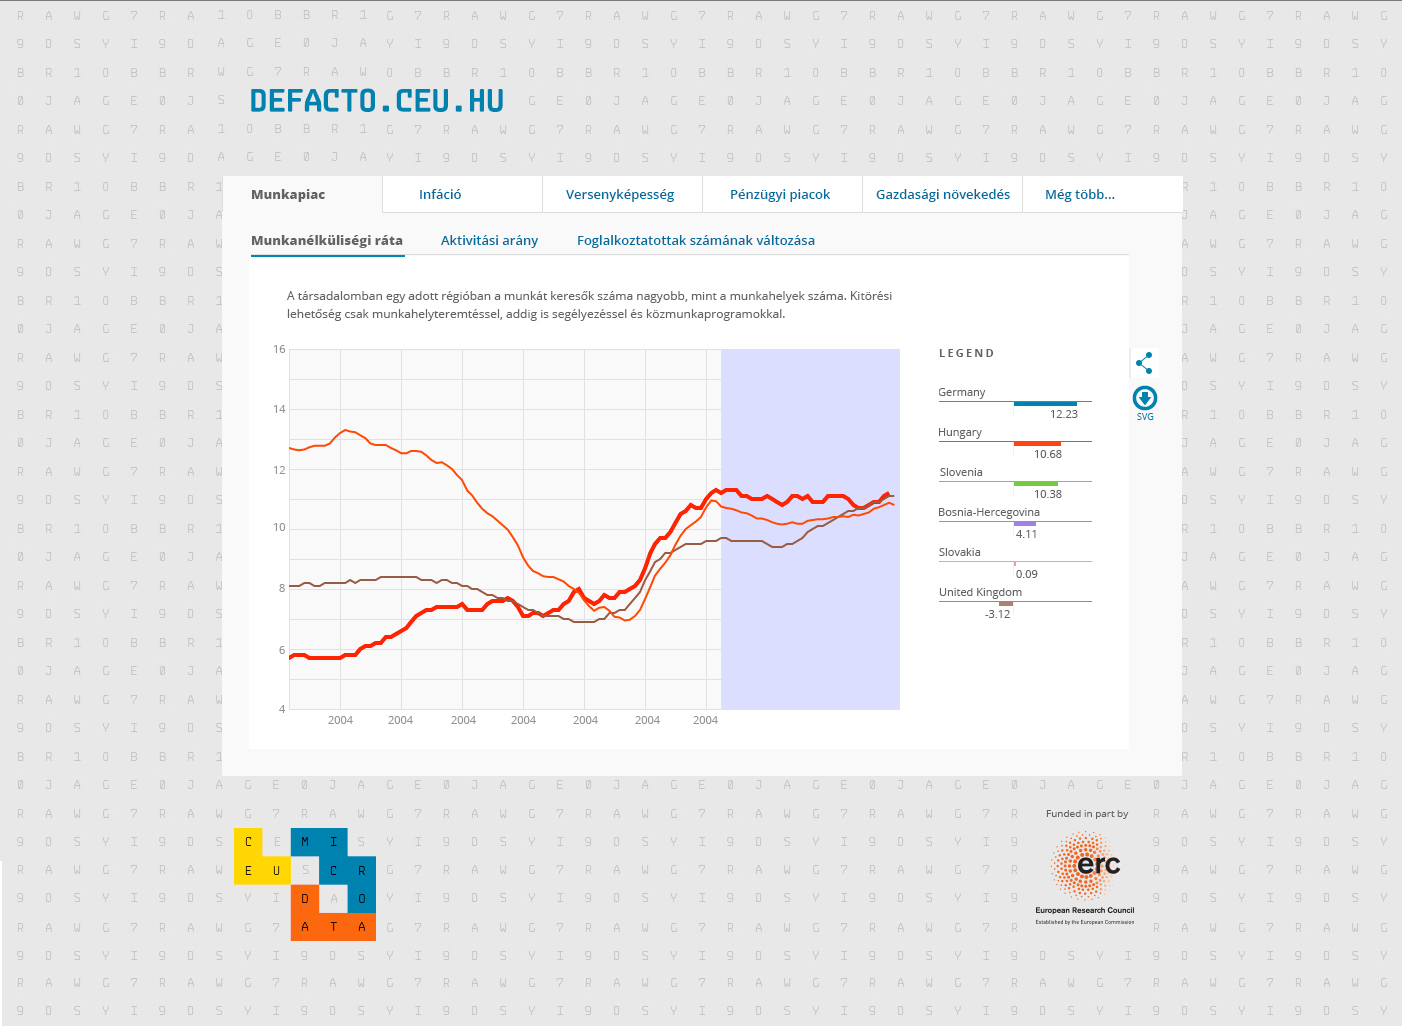 DEFACTO.CEU.HU
Munkapiac
Infáció
Versenyképesség
Pénzügyi piacok
Gazdasági növekedés
Még több...
Munkanélküliségi ráta
Aktivitási arány
Foglalkoztatottak számának változása
A társadalomban egy adott régióban a munkát keresők száma nagyobb, mint a munkahelyek száma. Kitörési
lehetőség csak munkahelyteremtéssel, addig is segélyezéssel és közmunkaprogramokkal.
16
14
12
10
8
6
4
2004
2004
2004
2004
2004
2004
2004
LEGEND
Germany
12.23
Hungary
10.68
Slovenia
10.38
Bosnia-Hercegovina
4.11
Slovakia
0.09
United Kingdom
-3.12
SVG
C E M I S
E U S C R
D A O
A T A
Funded in part by
erc
European Research Council
Established by the European Commission